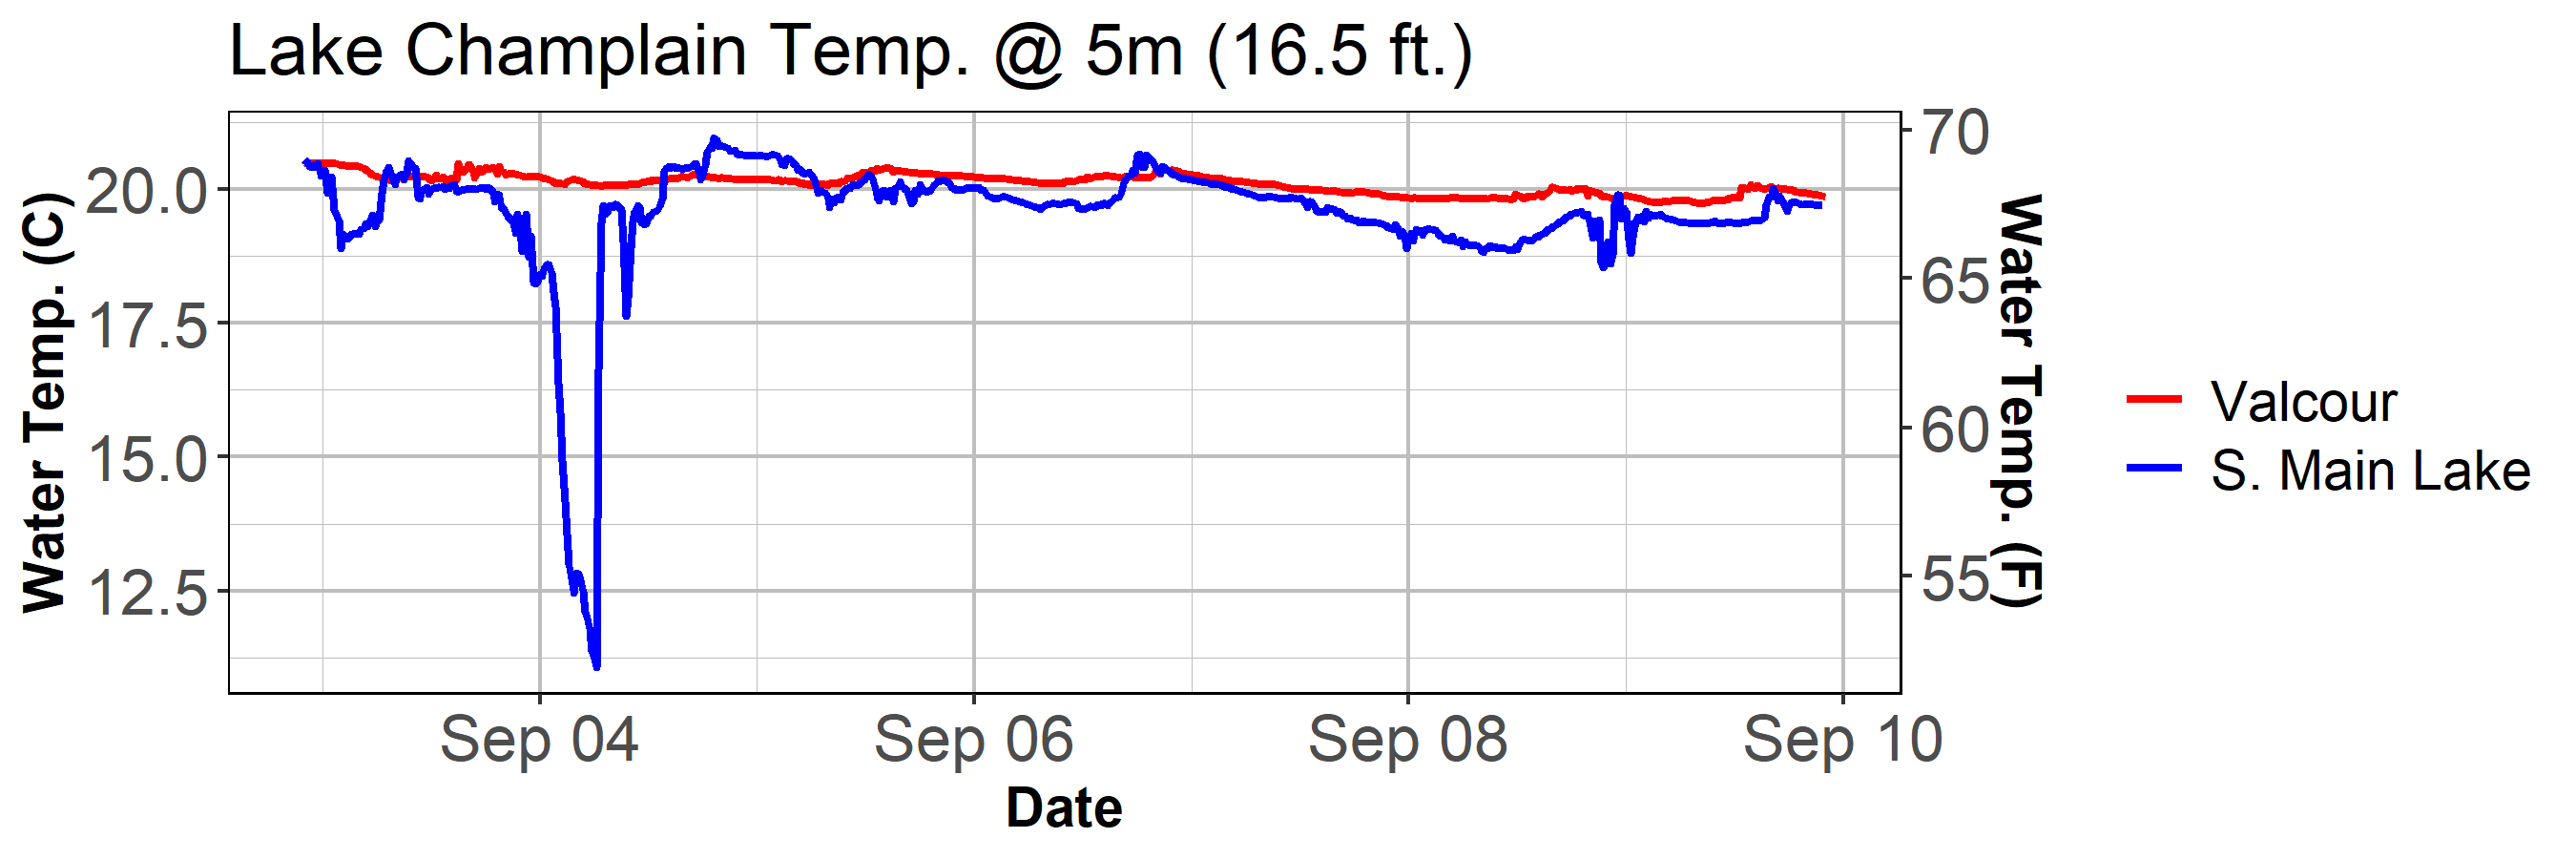 Lake Champlain Temp. @ 5m (16.5 ft.)
Water Temp. (C)
20.0
17.5
15.0
12.5
70
65
60
55
Water Temp. (F)
Valcour
S. Main Lake
Sep 04
Sep 06
Sep 08
Sep 10
Date